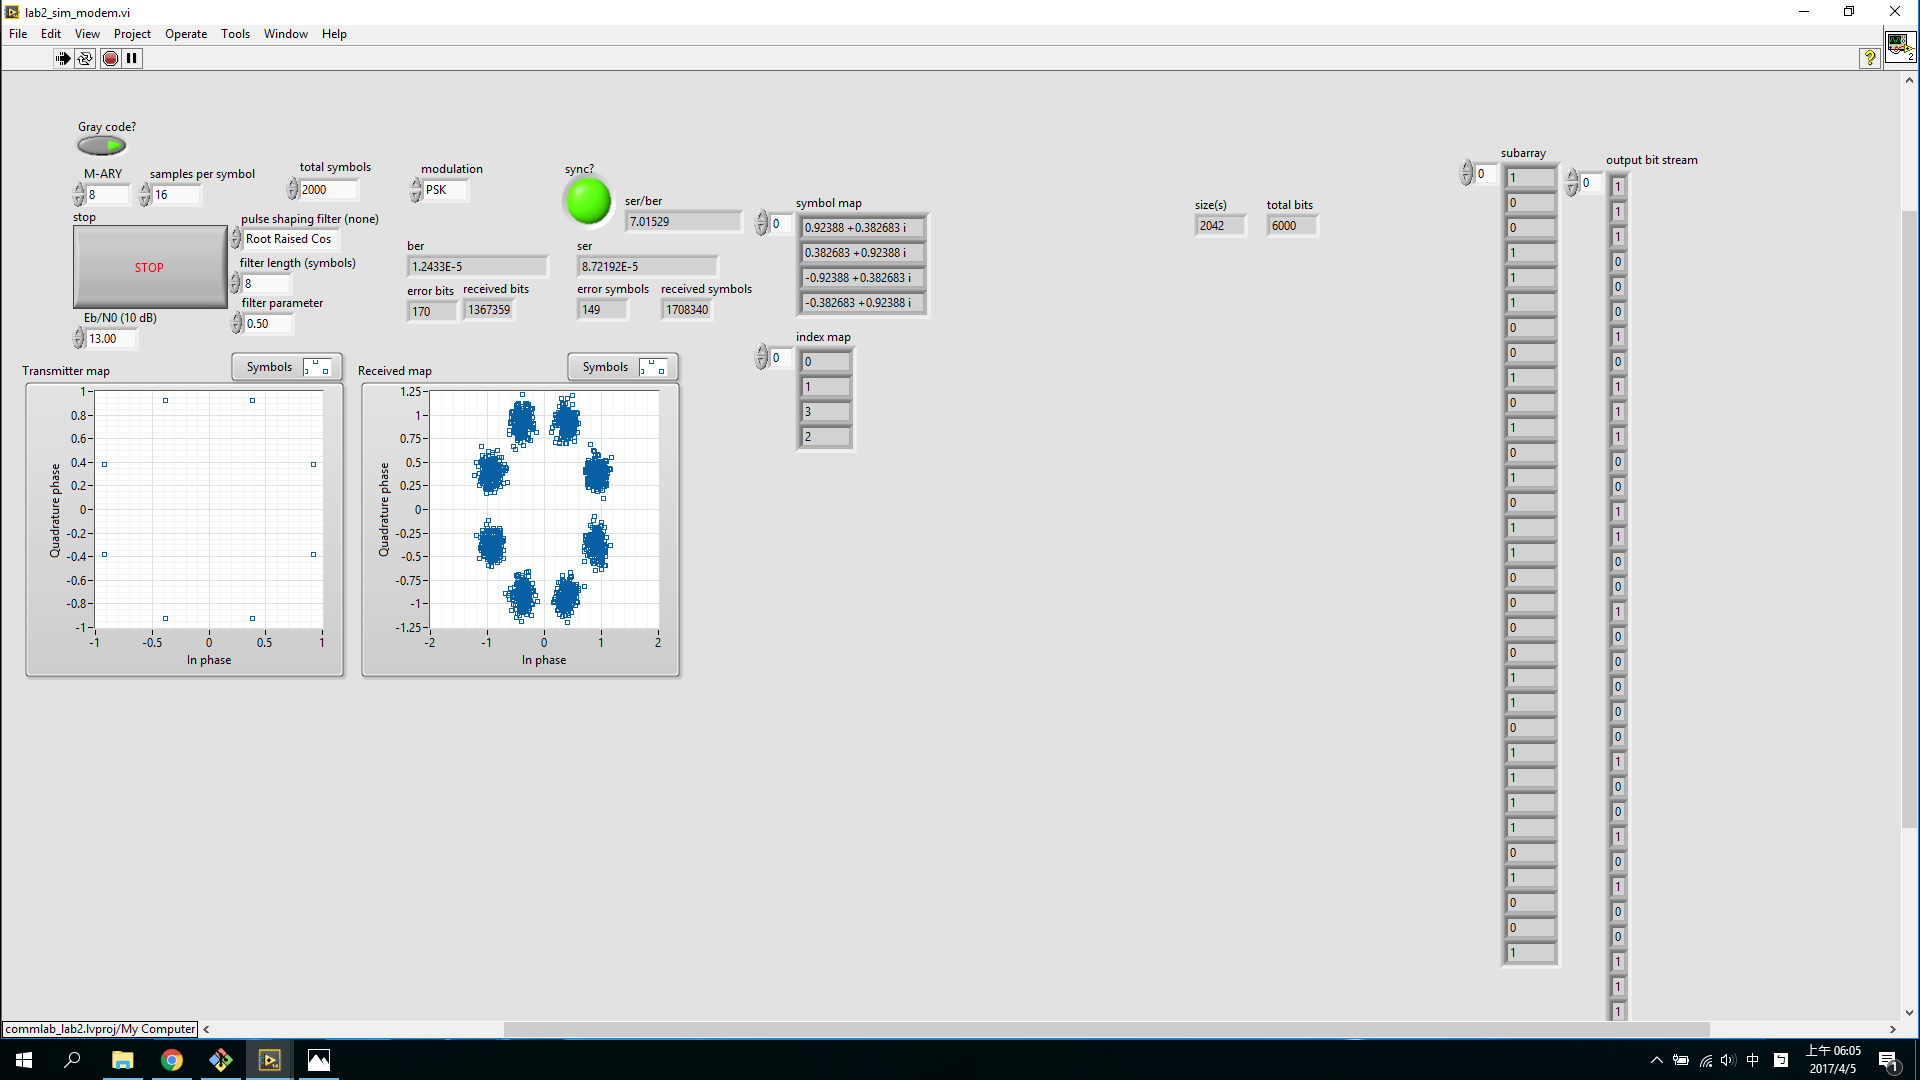 lab2_sim_modem.vi
File Edit View Project Operate Tools Window Help
2
Gray code?
M-ARY
8
samples per symbol
16
total symbols
2000
modulation
PSK
sync?
ser/ber
7.01529
stop
STOP
pulse shaping filter (none)
Root Raised Cos
filter length (symbols)
8
filter parameter
0.50
Eb/N0 (10 dB)
13.00
ber
1.2433E-5
error bits
170
received bits
1367359
ser
8.72192E-5
error symbols
149
received symbols
1708340
symbol map
0
0.92388 +0.382683 i
0.382683 +0.92388 i
-0.92388 +0.382683 i
-0.382683 +0.92388 i
index map
0
0
1
3
2
size(s)
2042
total bits
6000
Transmitter map
Symbols
Quadrature phase
1
0.8
0.6
0.4
0.2
0
-0.2
-0.4
-0.6
-0.8
-1
-1 -0.5 0 0.5 1
In phase
Received map
Symbols
Quadrature phase
1.25
1
0.75
0.5
0.25
0
-0.25
-0.5
-0.75
-1
-1.25
-2 -1 0 1 2
In phase
subarray
0
1
0
0
1
1
1
0
0
1
0
1
0
1
0
1
1
0
0
0
0
1
1
0
1
1
1
1
0
1
0
0
1
output bit stream
0
1
1
1
0
0
0
1
0
1
1
1
0
0
1
1
0
0
1
0
0
0
0
0
1
0
0
1
0
1
0
0
1
1
1
commlab_lab2.lvproj/My Computer
中
上午 06:05
2017/4/5
1